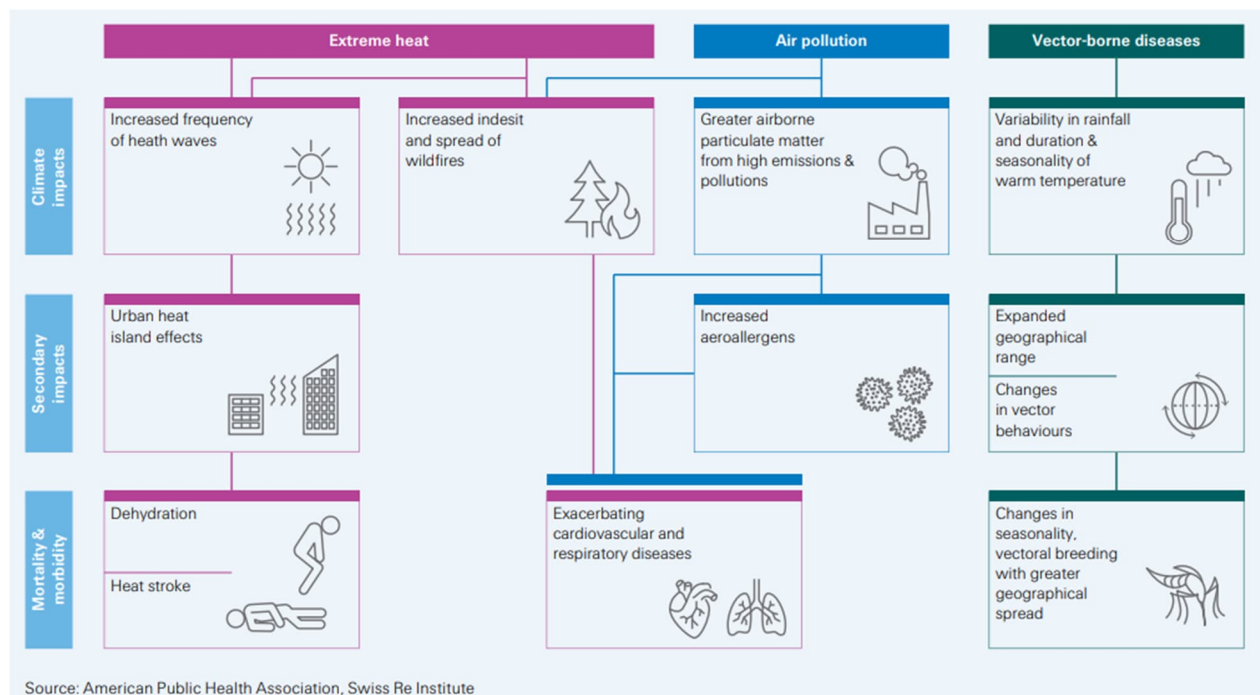 Extreme heat
Air pollution
Vector-borne diseases
Climate
impacts
Increased frequency
of heath waves
Increased indesit
and spread of
wildfires
Greater airborne
particulate matter
from high emissions &
pollutions
Variability in rainfall
and duration &
seasonality of
warm temperature
Secondary
impacts
Urban heat
island effects
Increased
aeroallergens
Expanded
geographical
range
Changes
in vector
behaviours
Mortality &
morbidity
Dehydration
Heat stroke
Exacerbating
cardiovascular and
respiratory diseases
Changes in
seasonality,
vectoral breeding
with greater
geographical
spread
Source: American Public Health Association, Swiss Re Institute